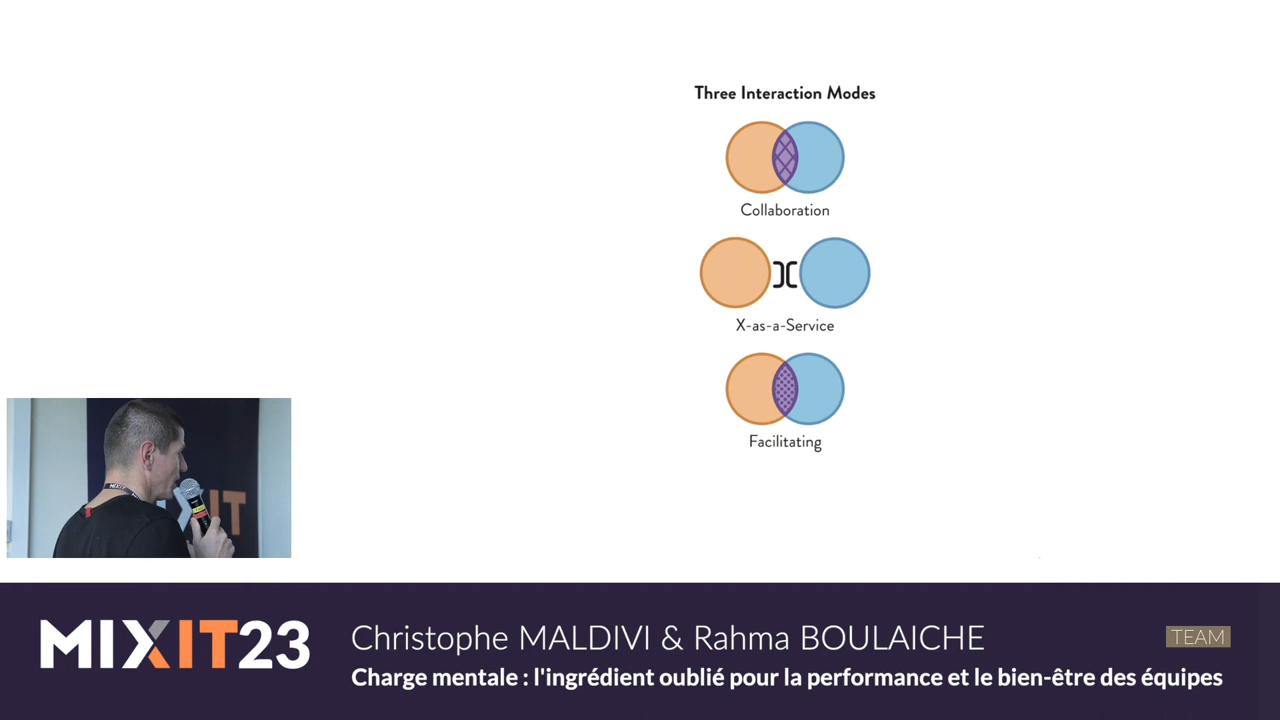 Three Interaction Modes
Collaboration
X-as-a-Service
Facilitating
IT
MIXIT23
Christophe MALDIVI & Rahma BOULAICHE
TEAM
Charge mentale : l'ingrédient oublié pour la performance et le bien-être des équipes